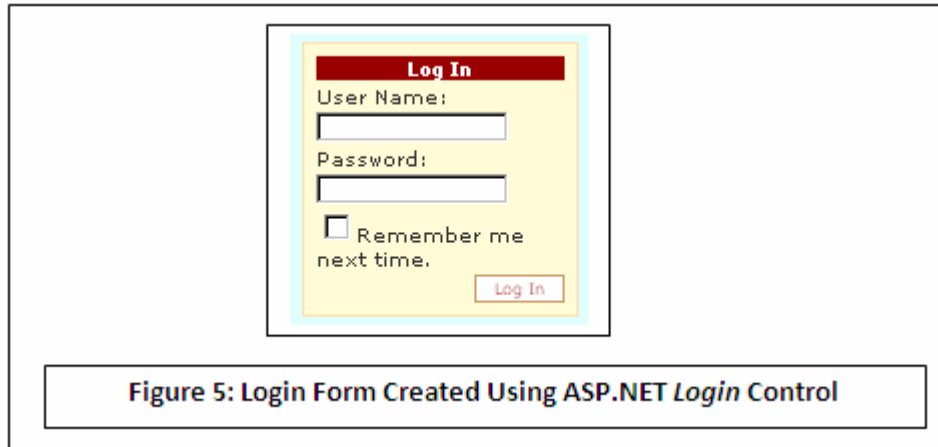 Log In
User Name:
Password:
Remember me
next time.
Log In
Figure 5: Login Form Created Using ASP.NET Login Control